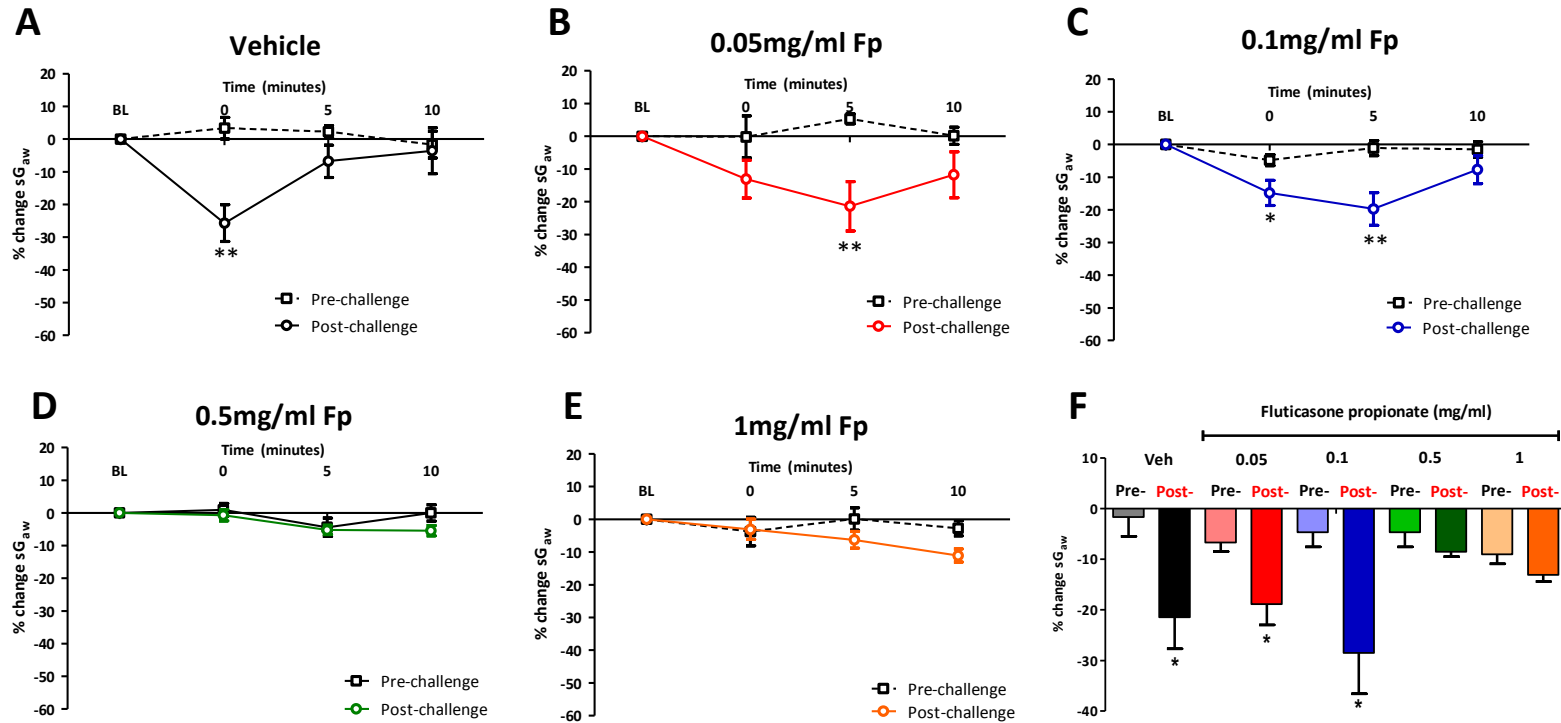 A
Vehicle
Time (minutes)
BL 0 5 10
20
10
0
-10
-20
-30
-40
-50
-60
% change sGaw
**
Pre-challenge
Post-challenge
B
0.05mg/ml Fp
Time (minutes)
BL 0 5 10
20
10
0
-10
-20
-30
-40
-50
-60
% change sGaw
**
Pre-challenge
Post-challenge
C
0.1mg/ml Fp
Time (minutes)
BL 0 5 10
20
10
0
-10
-20
-30
-40
-50
-60
% change sGaw
* **
Pre-challenge
Post-challenge
D
0.5mg/ml Fp
Time (minutes)
BL 0 5 10
20
10
0
-10
-20
-30
-40
-50
-60
% change sGaw
Pre-challenge
Post-challenge
E
1mg/ml Fp
Time (minutes)
BL 0 5 10
20
10
0
-10
-20
-30
-40
-50
-60
% change sGaw
Pre-challenge
Post-challenge
F
Fluticasone propionate (mg/ml)
Veh 0.05 0.1 0.5 1
Pre- Post- Pre- Post- Pre- Post- Pre- Post- Pre- Post-
10
0
-10
-20
-30
-40
% change sGaw
* * *